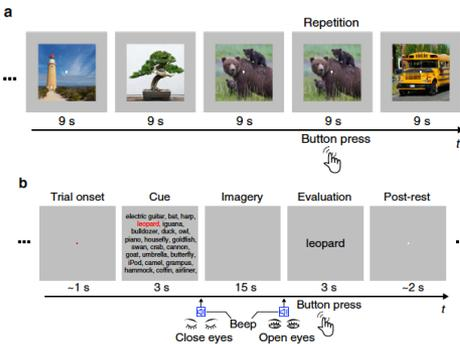 a
Repetition
...
9 s
9 s
9 s
9 s
9 s
Button press
t
b
Trial onset
Cue
Imagery
Evaluation
Post-rest
...
electric guitar, bat, harp,
leopard, iguana,
bulldozer, duck, owl,
piano, housefly, goldfish,
swan, crab, cannon,
goat, umbrella, butterfly,
iPod, camel, grampus,
hammock, coffin, airliner,
leopard
~1 s
3 s
15 s
3 s
~2 s
t
Button press
Beep
Close eyes
Open eyes